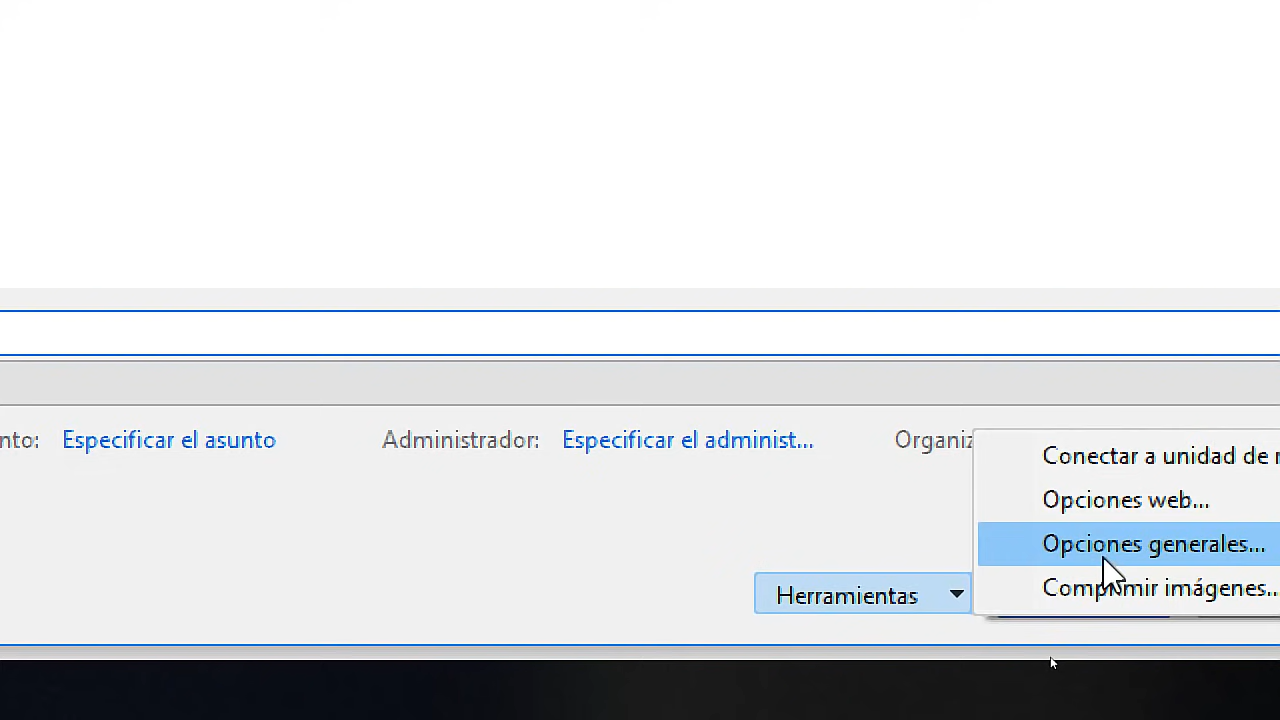 nto: Especificar el asunto Administrador: Especificar el administ... Organiz
Conectar a unidad de
Opciones web...
Opciones generales...
Comprimir imágenes...
Herramientas